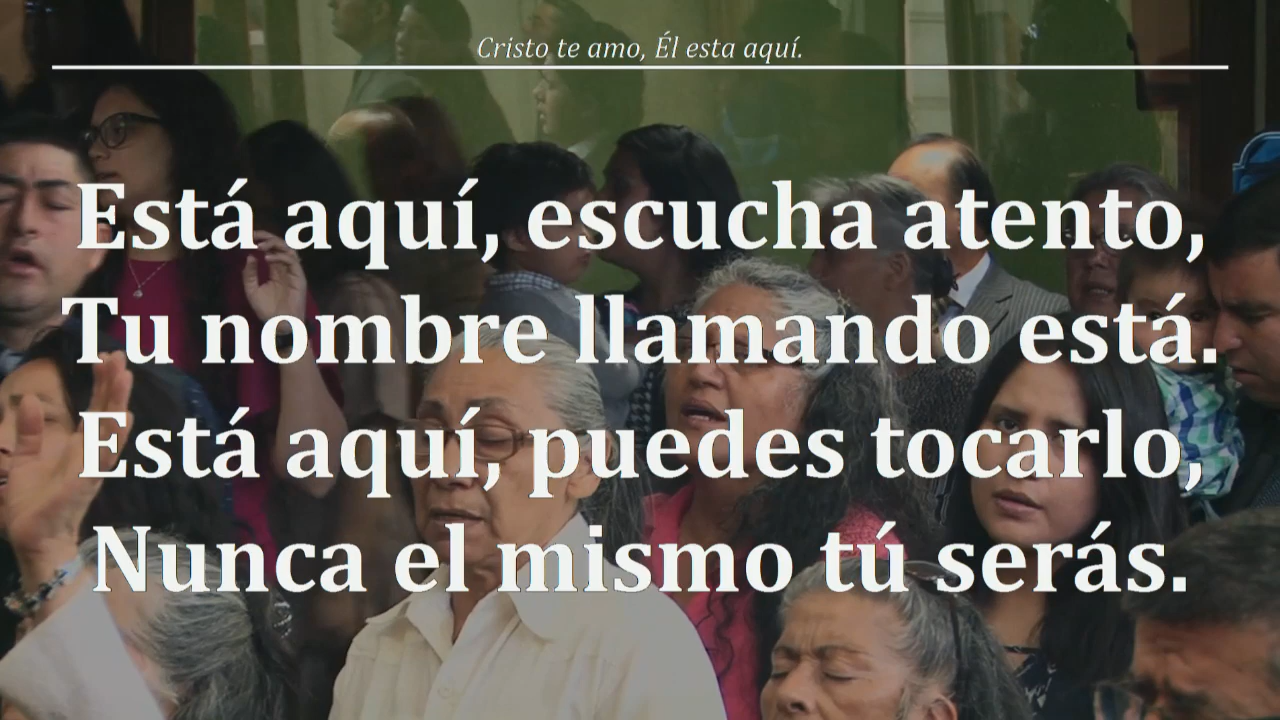 Cristo te amo, Él esta aquí.
Está aquí, escucha atento,
Tu nombre llamando está.
Está aquí, puedes tocarlo,
Nunca el mismo tú serás.